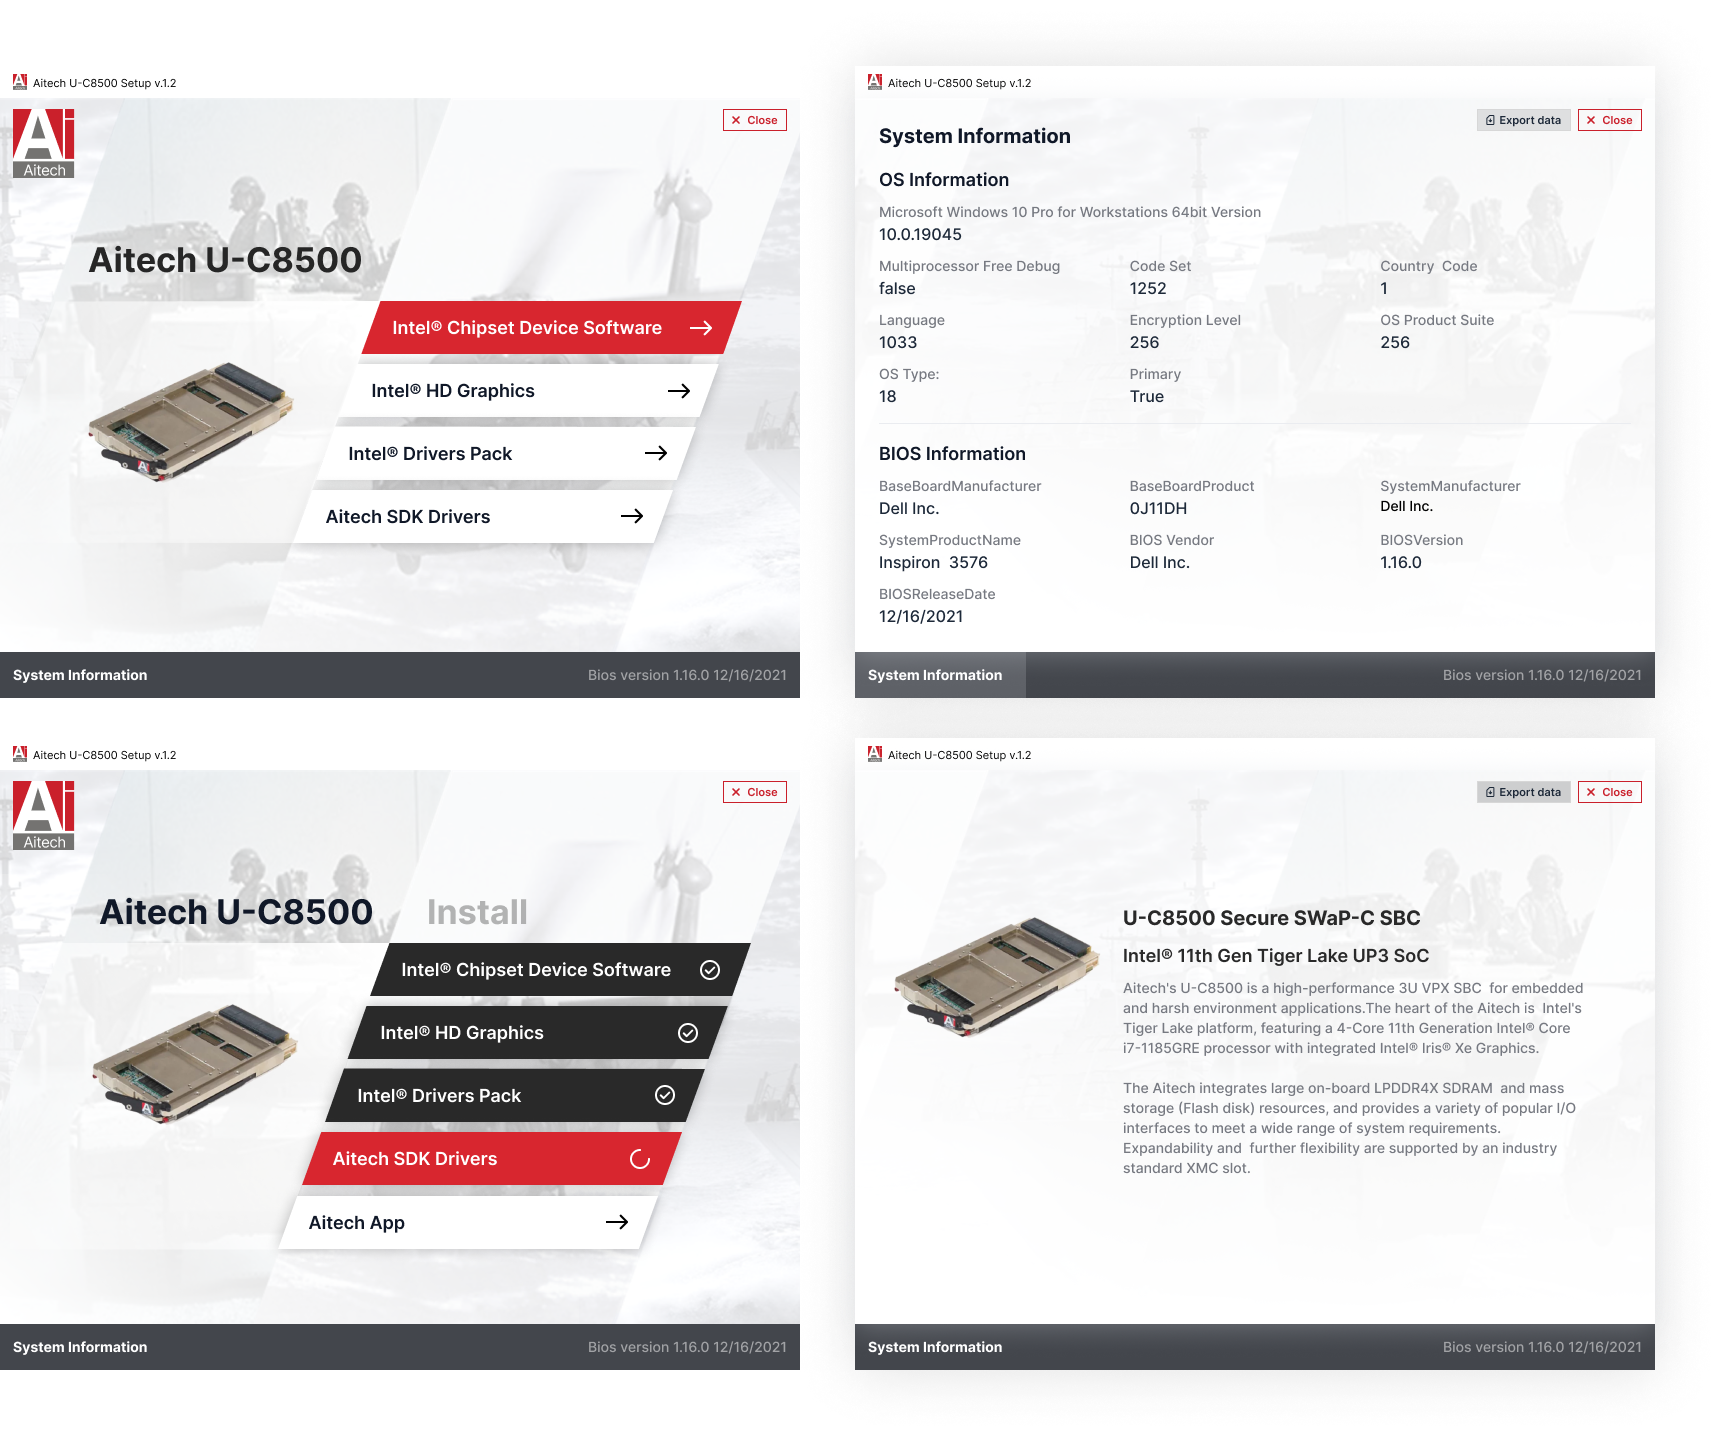 Aitech U-C8500 Setup v.1.2
Ai
Aitech
Close
Aitech U-C8500
Intel® Chipset Device Software
Intel® HD Graphics
Intel® Drivers Pack
Aitech SDK Drivers
System Information
Bios version 1.16.0 12/16/2021
Aitech U-C8500 Setup v.1.2
Export data
Close
System Information
OS Information
Microsoft Windows 10 Pro for Workstations 64bit Version
10.0.19045
Multiprocessor Free Debug
Code Set
Country  Code
false
1252
1
Language
Encryption Level
OS Product Suite
1033
256
256
OS Type:
Primary
18
True
BIOS Information
BaseBoardManufacturer
BaseBoardProduct
SystemManufacturer
Dell Inc.
0J11DH
Dell Inc.
SystemProductName
BIOS Vendor
BIOSVersion
Inspiron  3576
Dell Inc.
1.16.0
BIOSReleaseDate
12/16/2021
System Information
Bios version 1.16.0 12/16/2021
Aitech U-C8500 Setup v.1.2
Ai
Aitech
Close
Aitech U-C8500
Install
Intel® Chipset Device Software
Intel® HD Graphics
Intel® Drivers Pack
Aitech SDK Drivers
Aitech App
System Information
Bios version 1.16.0 12/16/2021
Aitech U-C8500 Setup v.1.2
Export data
Close
U-C8500 Secure SWaP-C SBC
Intel® 11th Gen Tiger Lake UP3 SoC
Aitech's U-C8500 is a high-performance 3U VPX SBC  for embedded
and harsh environment applications.The heart of the Aitech is  Intel's
Tiger Lake platform, featuring a 4-Core 11th Generation Intel® Core
i7-1185GRE processor with integrated Intel® Iris® Xe Graphics.
The Aitech integrates large on-board LPDDR4X SDRAM  and mass
storage (Flash disk) resources, and provides a variety of popular I/O
interfaces to meet a wide range of system requirements.
Expandability and  further flexibility are supported by an industry
standard XMC slot.
System Information
Bios version 1.16.0 12/16/2021